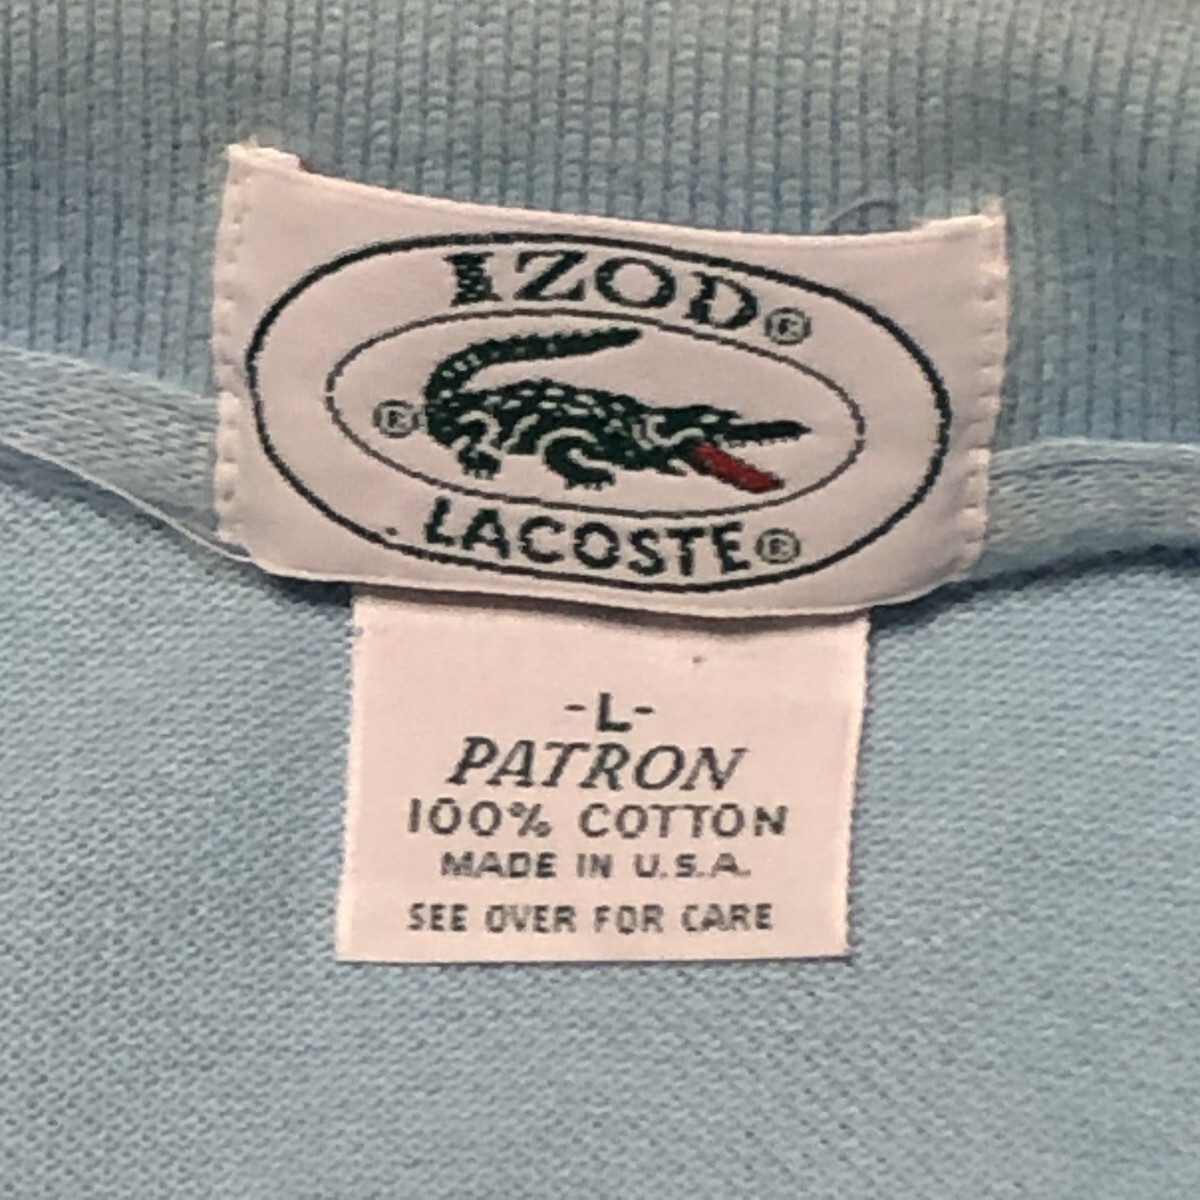 IZOD®
®
LACOSTE®
-L-
PATRON
100% COTTON
MADE IN U.S.A.
SEE OVER FOR CARE